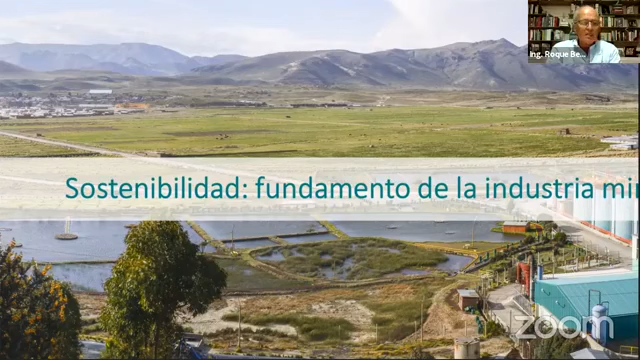 Ing. Roque Be...
Sostenibilidad: fundamento de la industria mi
zoom